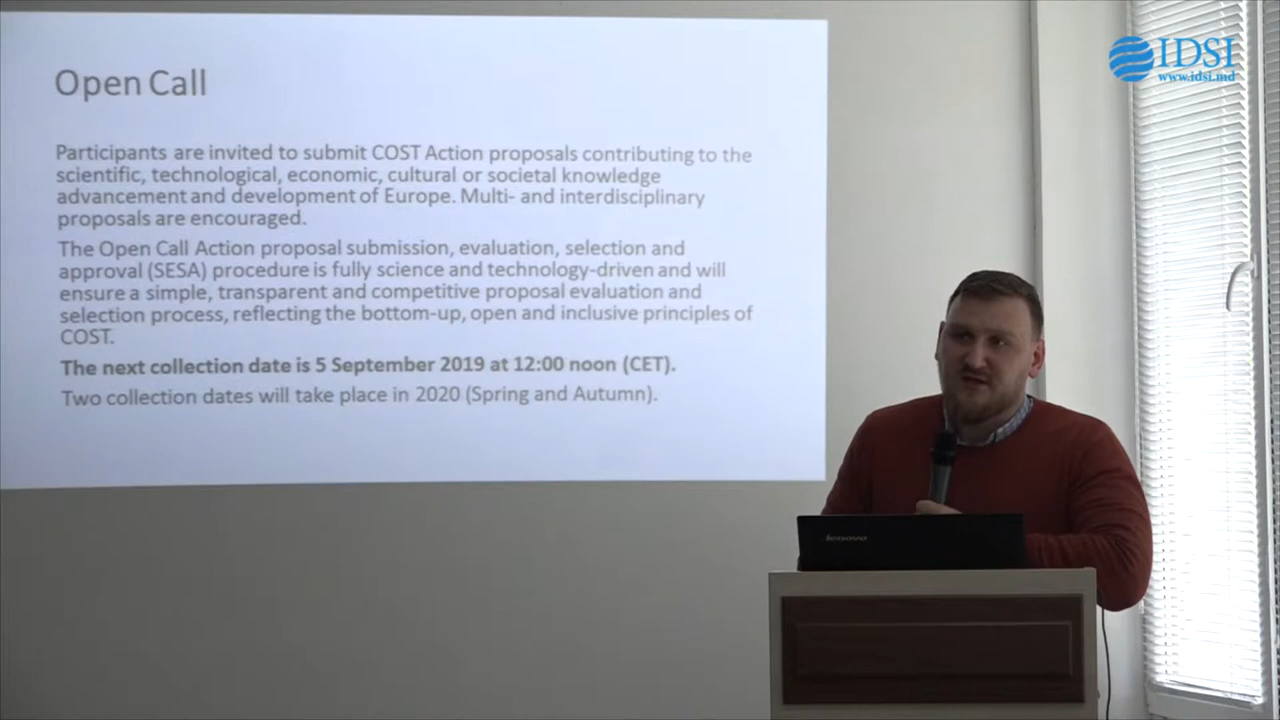 Open Call
Participants are invited to submit COST Action proposals contributing to the
scientific, technological, economic, cultural or societal knowledge
advancement and development of Europe. Multi- and interdisciplinary
proposals are encouraged.
The Open Call Action proposal submission, evaluation, selection and
approval (SESA) procedure is fully science and technology-driven and will
ensure a simple, transparent and competitive proposal evaluation and
selection process, reflecting the bottom-up, open and inclusive principles of
COST.
The next collection date is 5 September 2019 at 12:00 noon (CET).
Two collection dates will take place in 2020 (Spring and Autumn).
IDSI
www.idsi.md
lenovo